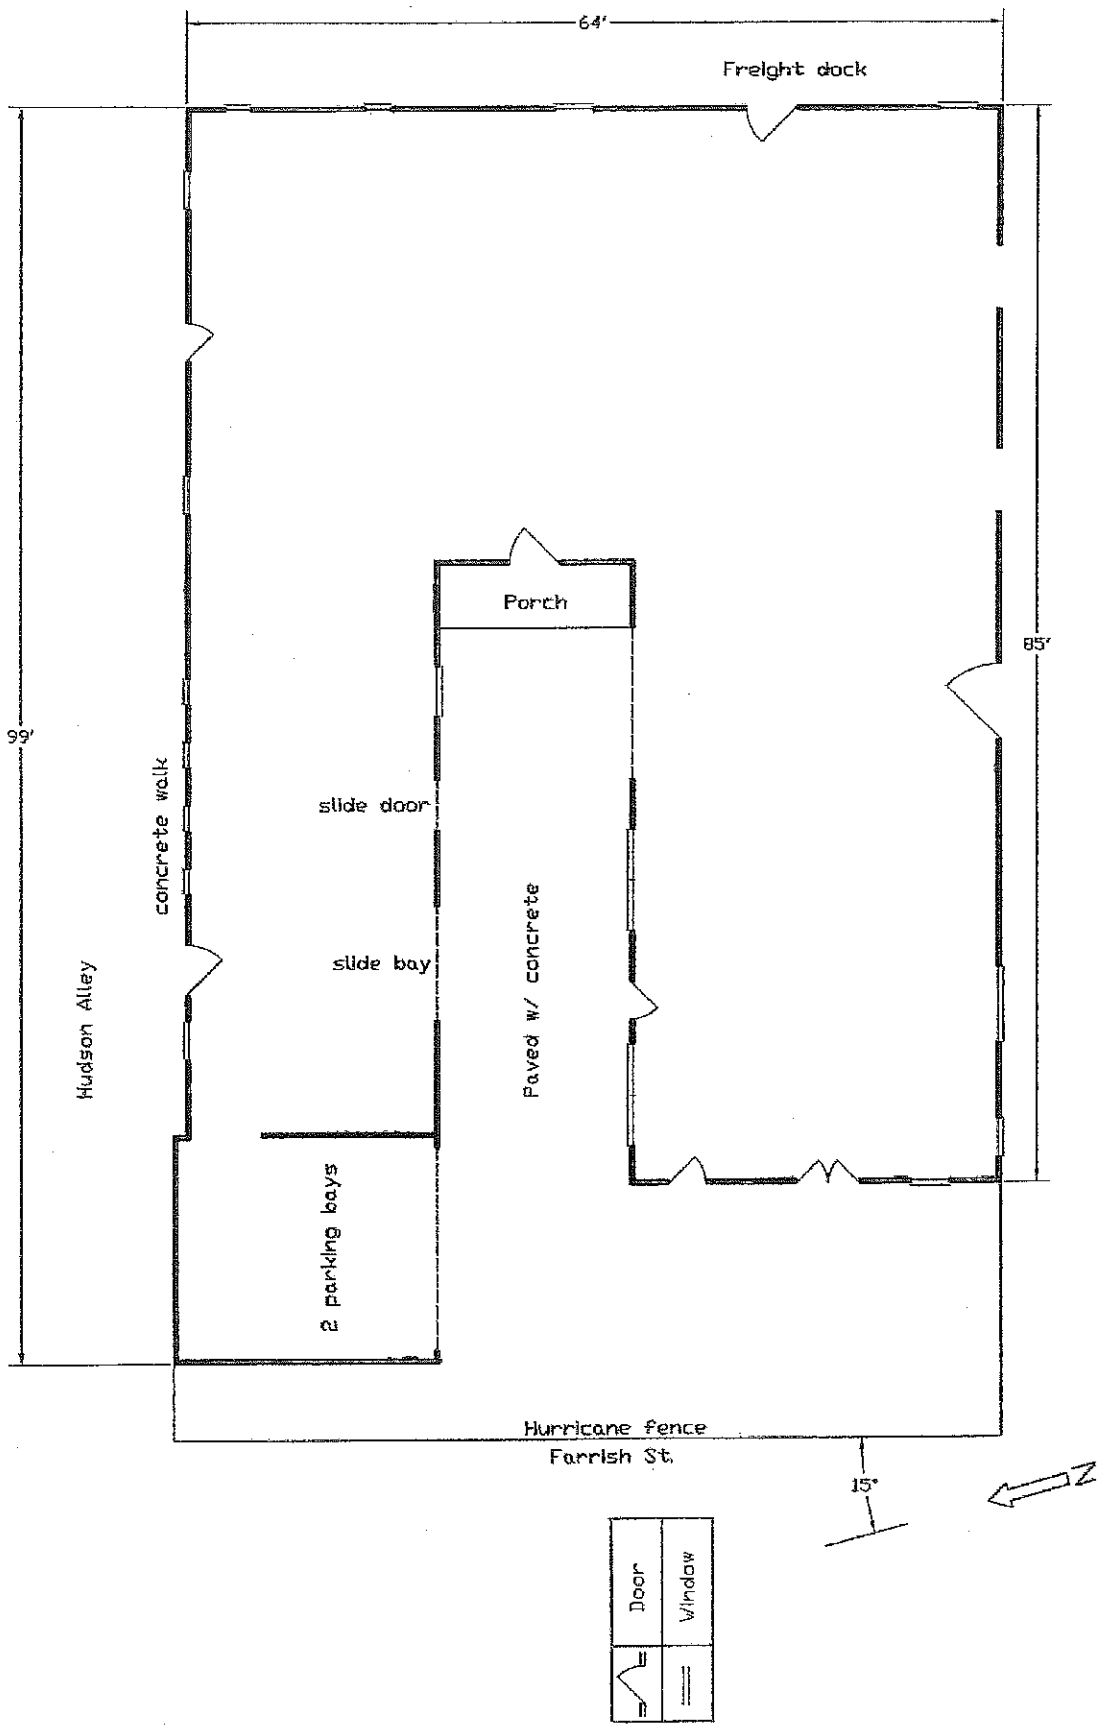 64'
Freight dock
99'
85'
Porch
slide door
concrete walk
slide bay
Paved w/ concrete
Hudson Alley
2 parking bays
Hurricane fence
Farrish St.
15°
N
Door
Window